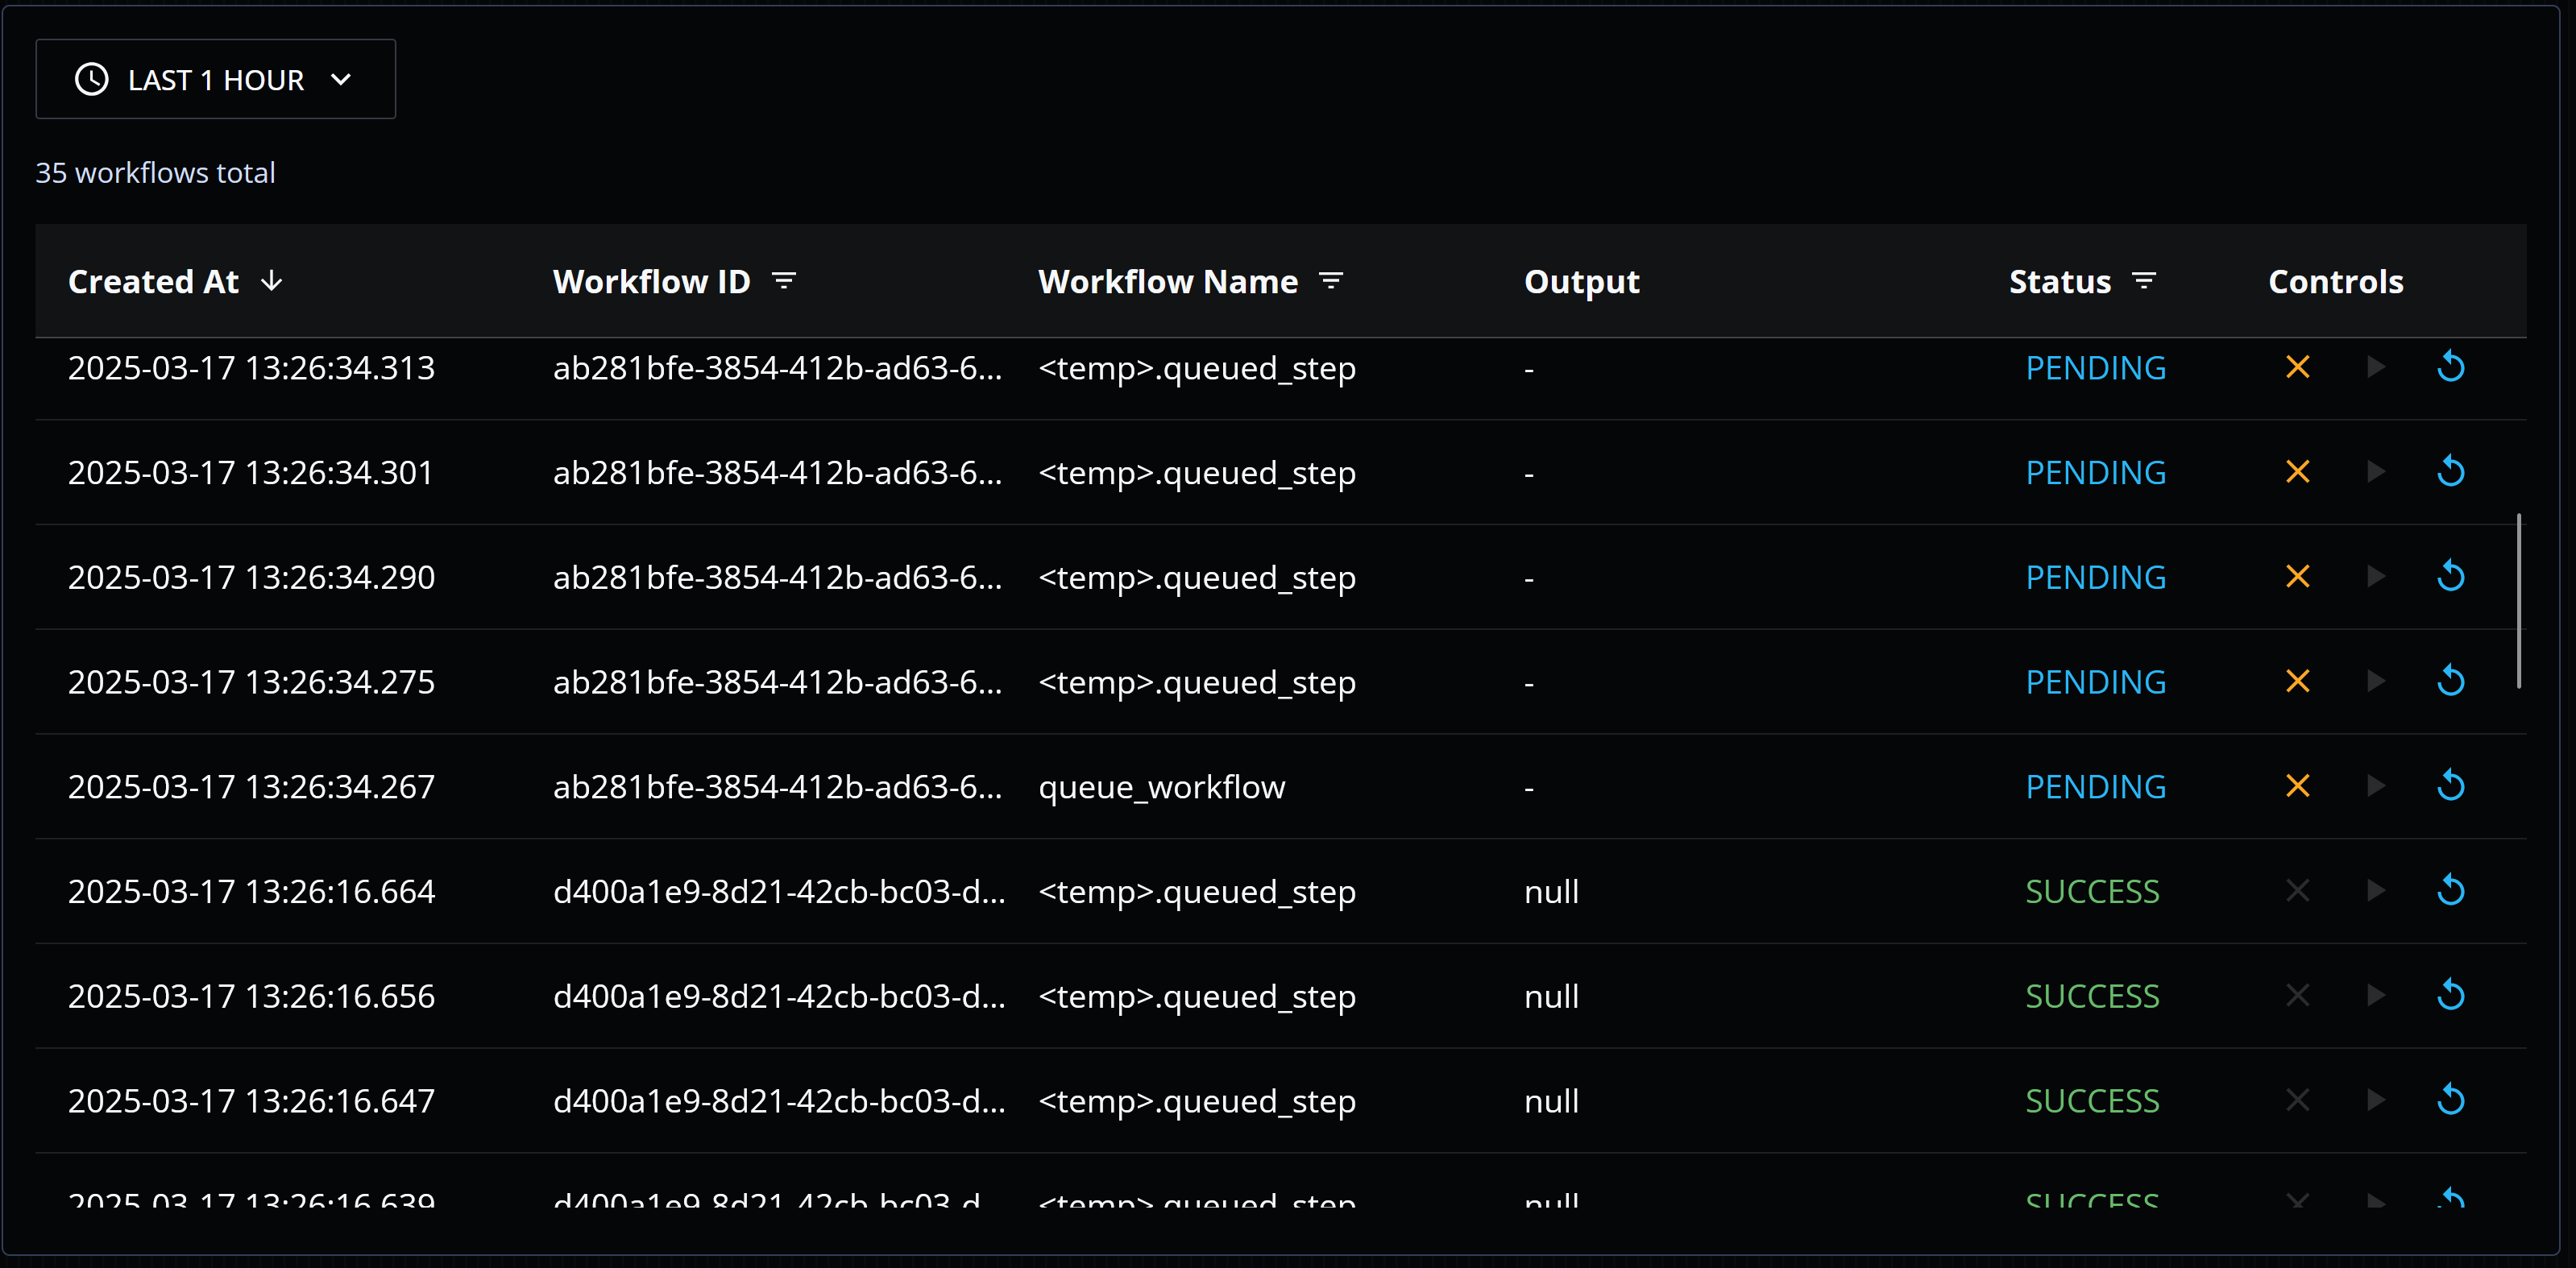 LAST 1 HOUR
35 workflows total
Created At Workflow ID Workflow Name Output Status Controls
2025-03-17 13:26:34.313 ab281bfe-3854-412b-ad63-6... <temp>.queued_step - PENDING
2025-03-17 13:26:34.301 ab281bfe-3854-412b-ad63-6... <temp>.queued_step - PENDING
2025-03-17 13:26:34.290 ab281bfe-3854-412b-ad63-6... <temp>.queued_step - PENDING
2025-03-17 13:26:34.275 ab281bfe-3854-412b-ad63-6... <temp>.queued_step - PENDING
2025-03-17 13:26:34.267 ab281bfe-3854-412b-ad63-6... queue_workflow - PENDING
2025-03-17 13:26:16.664 d400a1e9-8d21-42cb-bc03-d... <temp>.queued_step null SUCCESS
2025-03-17 13:26:16.656 d400a1e9-8d21-42cb-bc03-d... <temp>.queued_step null SUCCESS
2025-03-17 13:26:16.647 d400a1e9-8d21-42cb-bc03-d... <temp>.queued_step null SUCCESS
2025-03-17 13:26:16.639 d400a1e9-8d21-42cb-bc03-d... <temp>.queued_step null SUCCESS